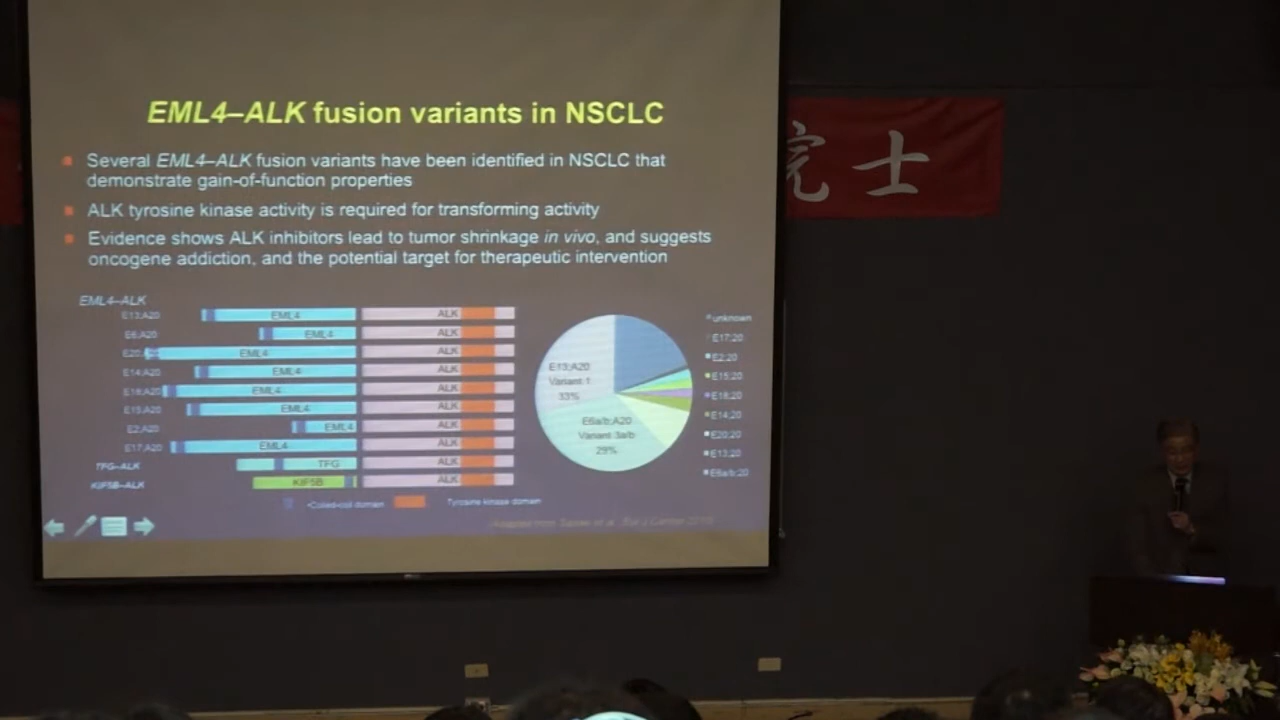 EML4–ALK fusion variants in NSCLC
Several EML4–ALK fusion variants have been identified in NSCLC that
demonstrate gain-of-function properties
ALK tyrosine kinase activity is required for transforming activity
Evidence shows ALK inhibitors lead to tumor shrinkage in vivo, and suggests
oncogene addiction, and the potential target for therapeutic intervention
院士
EML4–ALK
E13;A20 EML4 ALK
E6;A20 EML4 ALK
EML4 ALK
E14;A20 EML4 ALK
EML4 ALK
E15;A20 EML4 ALK
E2;A20 EML4 ALK
E17;A20 EML4 ALK
TFG–ALK TFG ALK
KIF5B–ALK KIF5B ALK
Coiled-coil domain
Tyrosine kinase domain
E13;A20
Variant 1
33%
E6a/b;A20
Variant 3a/b
29%
unknown
E17;20
E2;20
E15;20
E18;20
E14;20
E20;20
E13;20
E6a/b;20